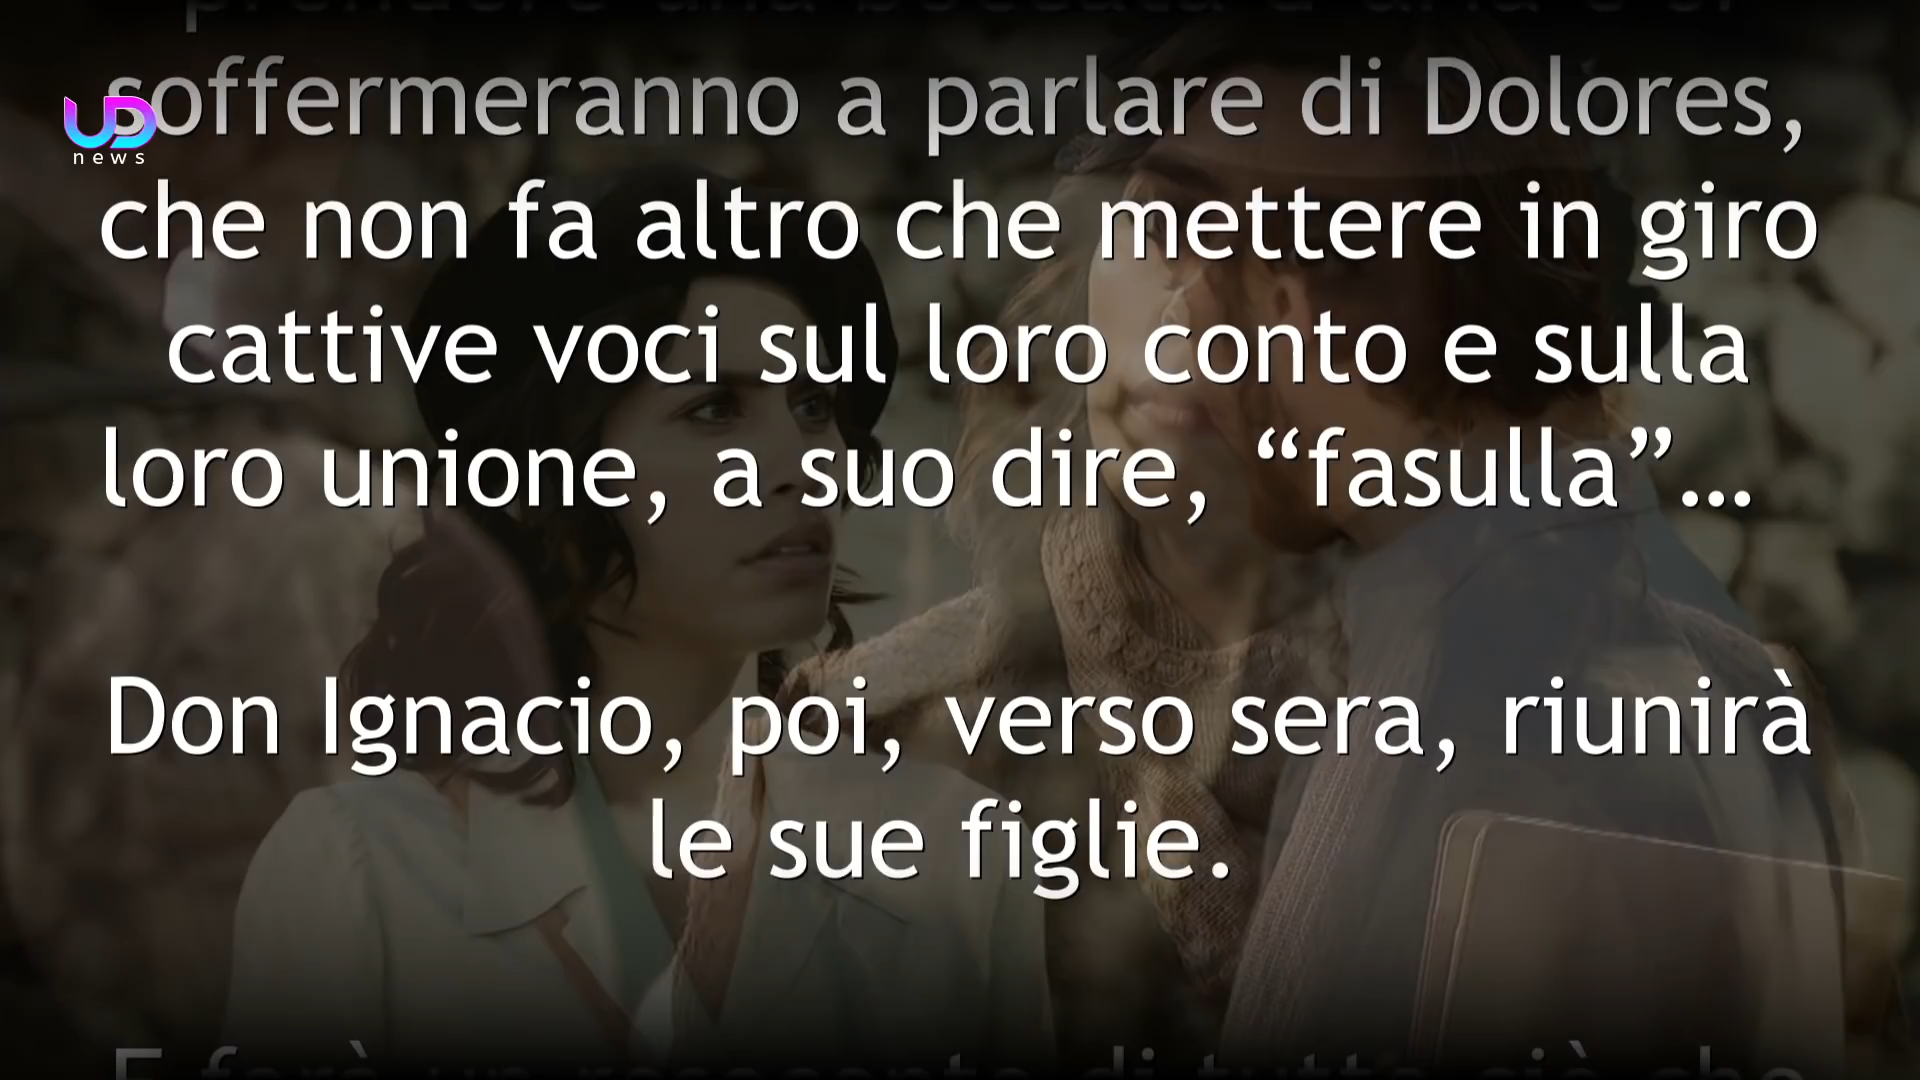 soffermeranno a parlare di Dolores,
UD
news
che non fa altro che mettere in giro
cattive voci sul loro conto e sulla
loro unione, a suo dire, “fasulla”...
Don Ignacio, poi, verso sera, riunirà
le sue figlie.